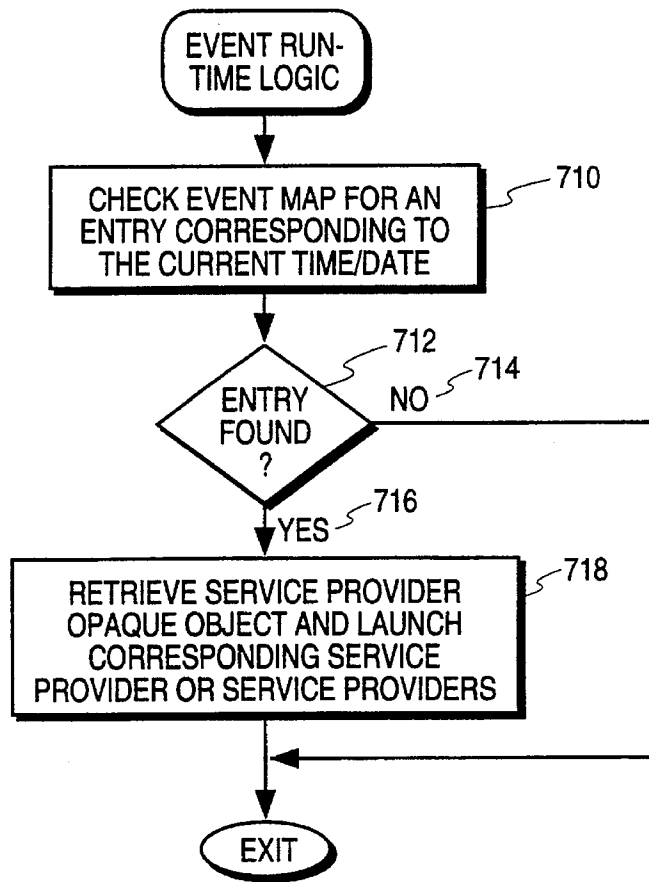 EVENT RUN-
TIME LOGIC
710
CHECK EVENT MAP FOR AN
ENTRY CORRESPONDING TO
THE CURRENT TIME/DATE
712
714
NO
ENTRY
FOUND
?
716
YES
718
RETRIEVE SERVICE PROVIDER
OPAQUE OBJECT AND LAUNCH
CORRESPONDING SERVICE
PROVIDER OR SERVICE PROVIDERS
EXIT